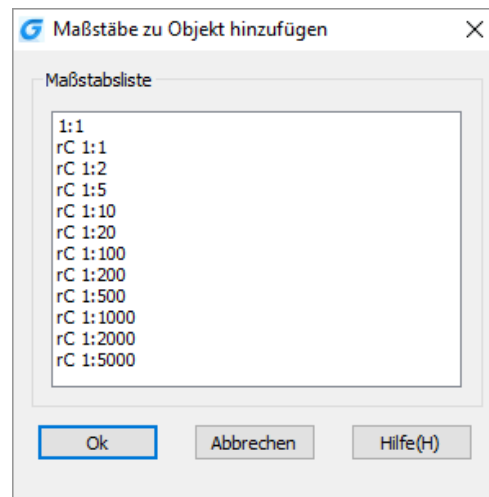 Maßstäbe zu Objekt hinzufügen
Maßstabsliste
1:1
rC 1:1
rC 1:2
rC 1:5
rC 1:10
rC 1:20
rC 1:100
rC 1:200
rC 1:500
rC 1:1000
rC 1:2000
rC 1:5000
Ok Abbrechen Hilfe(H)